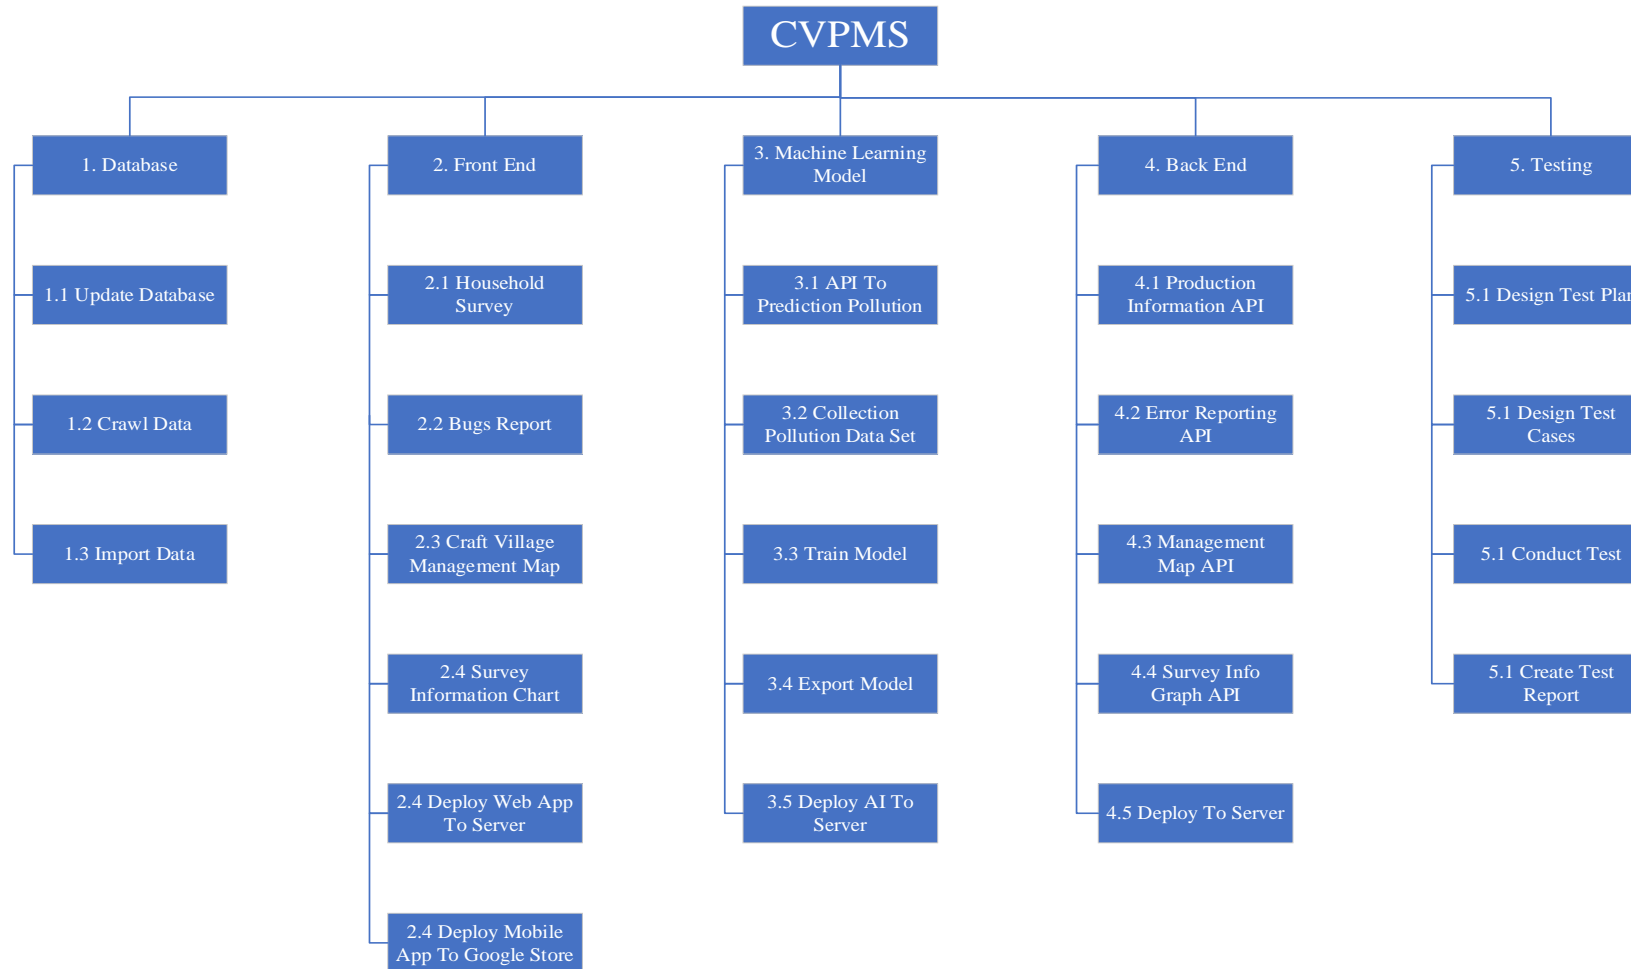 CVPMS
1. Database
1.1 Update Database
1.2 Crawl Data
1.3 Import Data
2. Front End
2.1 Household
Survey
2.2 Bugs Report
2.3 Craft Village
Management Map
2.4 Survey
Information Chart
2.4 Deploy Web App
To Server
2.4 Deploy Mobile
App To Google Store
3. Machine Learning
Model
3.1 API To
Prediction Pollution
3.2 Collection
Pollution Data Set
3.3 Train Model
3.4 Export Model
3.5 Deploy AI To
Server
4. Back End
4.1 Production
Information API
4.2 Error Reporting
API
4.3 Management
Map API
4.4 Survey Info
Graph API
4.5 Deploy To Server
5. Testing
5.1 Design Test Plan
5.1 Design Test
Cases
5.1 Conduct Test
5.1 Create Test
Report